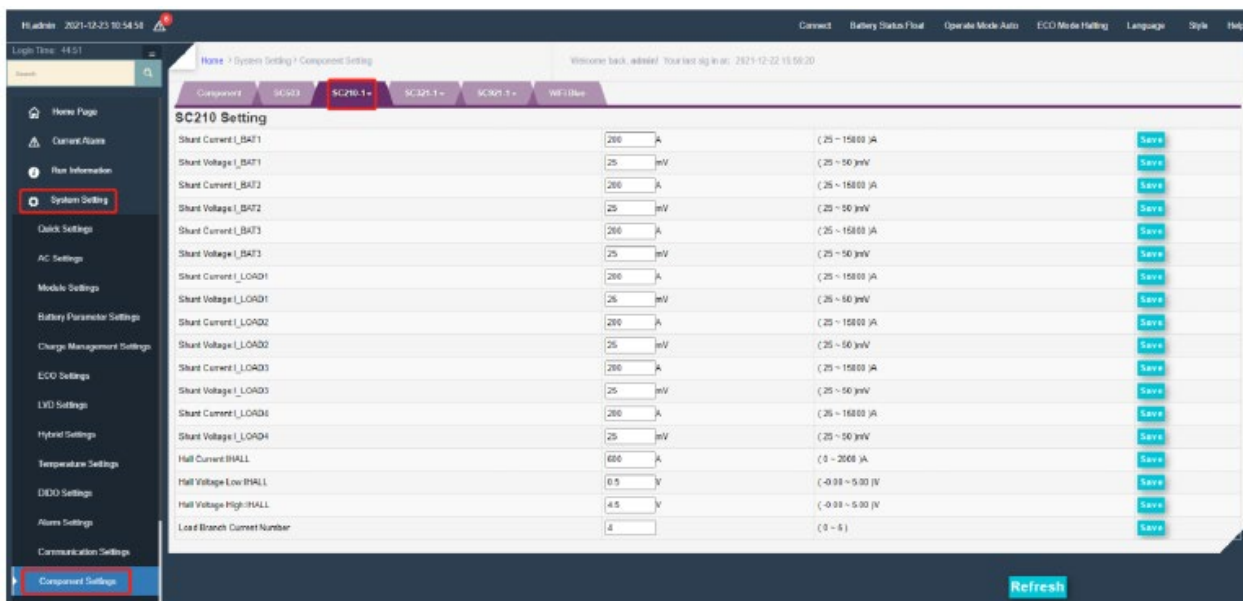 Hi,admin 2021-12-23 10:54:50
Connect Battery Status:Float Operate Mode:Auto ECO Mode:Halting Language Style Help
Login Time: 44:51
Search
Home > System Setting > Component Setting
Welcome back, admin! Your last sig in at: 2021-12-22
Component SC503 SC210-1 SC321-1 SC921-1 WIFI/Blue
SC210 Setting
Home Page
Current Alarm
Run Information
System Setting
Quick Settings
AC Settings
Module Settings
Battery Parameter Settings
Charge Management Settings
ECO Settings
LVD Settings
Hybrid Settings
Temperature Settings
DIDO Settings
Alarm Settings
Communication Settings
Component Settings
Shunt Current:I_BAT1 200 A (25 ~ 15000 )A Save
Shunt Voltage:I_BAT1 25 mV (25 ~ 50 )mV Save
Shunt Current:I_BAT2 200 A (25 ~ 15000 )A Save
Shunt Voltage:I_BAT2 25 mV (25 ~ 50 )mV Save
Shunt Current:I_BAT3 200 A (25 ~ 15000 )A Save
Shunt Voltage:I_BAT3 25 mV (25 ~ 50 )mV Save
Shunt Current:I_LOAD1 200 A (25 ~ 15000 )A Save
Shunt Voltage:I_LOAD1 25 mV (25 ~ 50 )mV Save
Shunt Current:I_LOAD2 200 A (25 ~ 15000 )A Save
Shunt Voltage:I_LOAD2 25 mV (25 ~ 50 )mV Save
Shunt Current:I_LOAD3 200 A (25 ~ 15000 )A Save
Shunt Voltage:I_LOAD3 25 mV (25 ~ 50 )mV Save
Shunt Current:I_LOAD4 200 A (25 ~ 15000 )A Save
Shunt Voltage:I_LOAD4 25 mV (25 ~ 50 )mV Save
Hall Current:IHALL 600 A (0 ~ 2000 )A Save
Hall Voltage Low:IHALL 0.5 V (-0.00 ~ 5.00 )V Save
Hall Voltage High:IHALL 4.5 V (-0.00 ~ 5.00 )V Save
Load Branch Current Number 4 (0 ~ 6 ) Save
Refresh